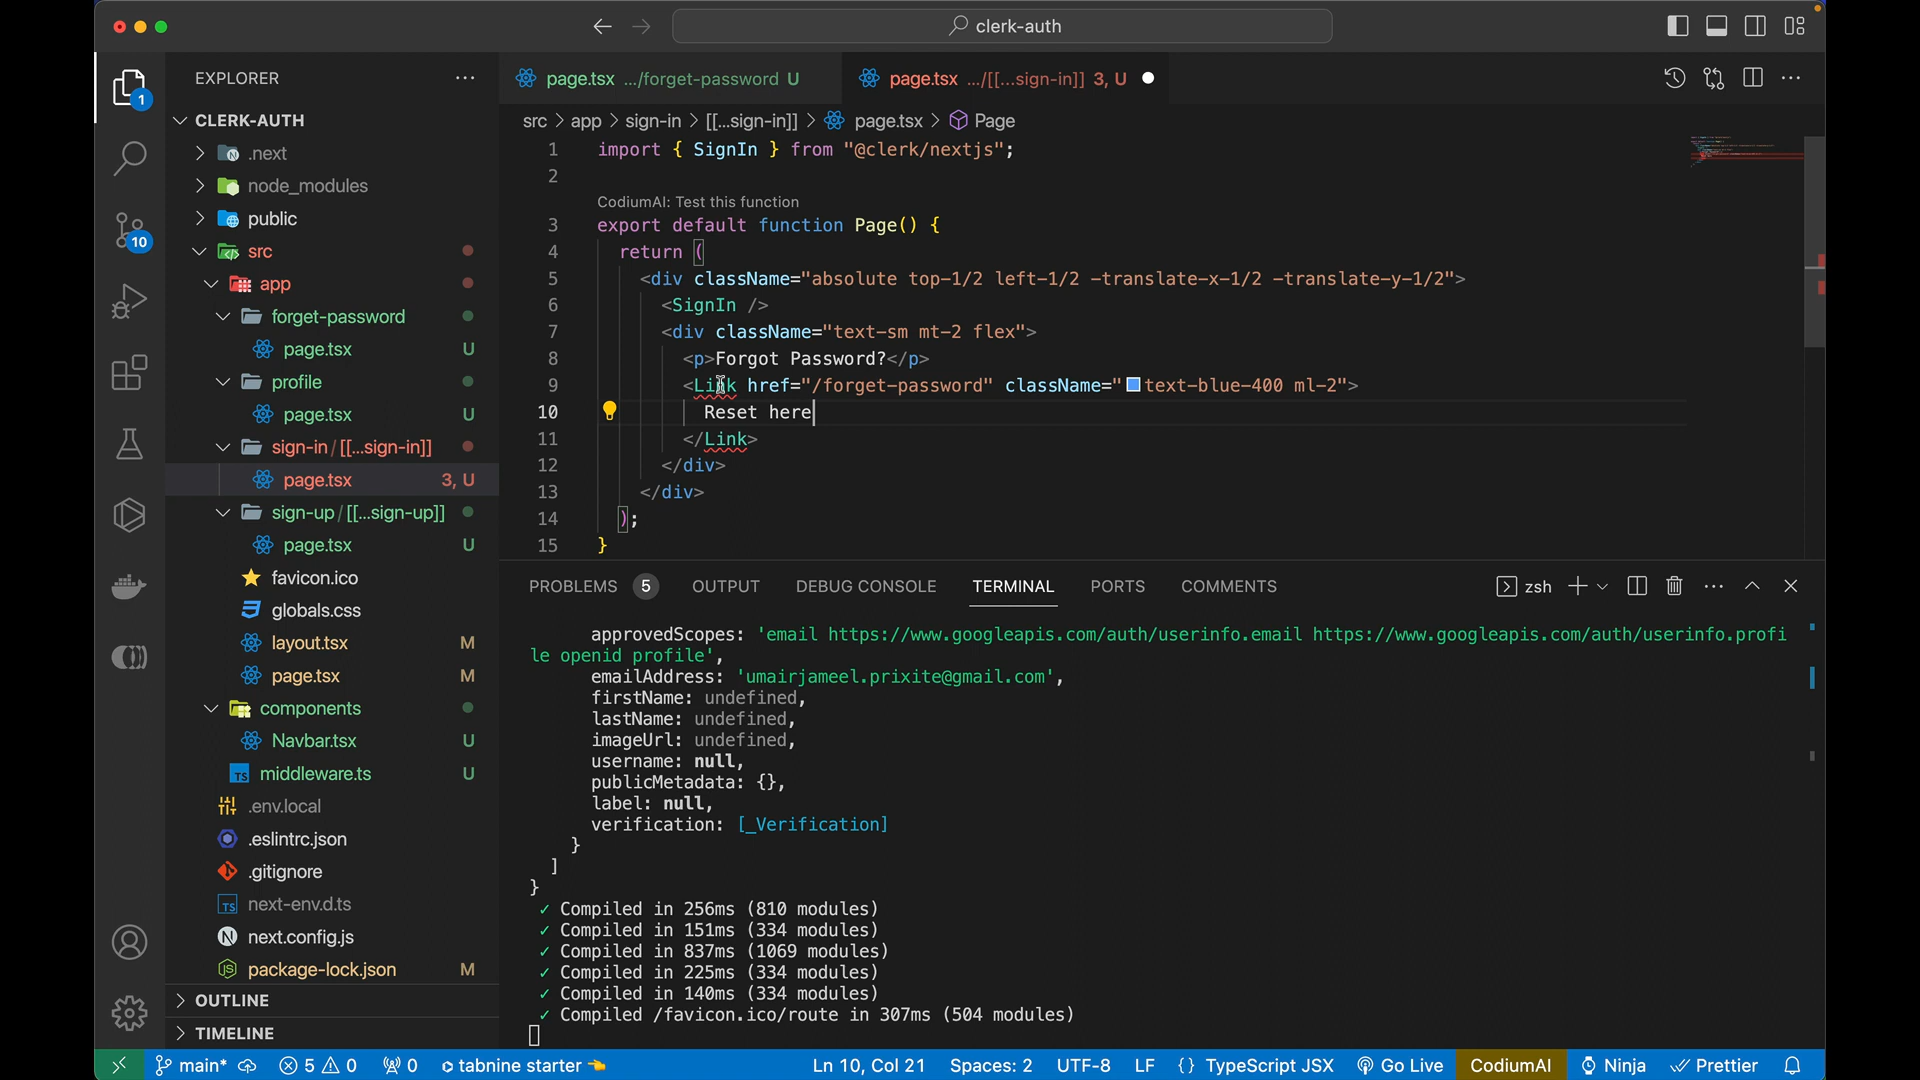 clerk-auth
EXPLORER
page.tsx .../forget-password U
page.tsx .../[[...sign-in]] 3, U
1
CLERK-AUTH
src > app > sign-in > [[...sign-in]] > page.tsx > Page
.next
node_modules
public
10
src
app
forget-password
page.tsx U
profile
page.tsx U
sign-in / [[...sign-in]]
page.tsx 3, U
sign-up / [[...sign-up]]
page.tsx U
favicon.ico
globals.css
layout.tsx M
page.tsx M
components
Navbar.tsx U
TS middleware.ts U
.env.local
.eslintrc.json
.gitignore
TS next-env.d.ts
N next.config.js
package-lock.json M
OUTLINE
TIMELINE
1 import { SignIn } from "@clerk/nextjs";
2
CodiumAI: Test this function
3 export default function Page() {
4 return (
5 <div className="absolute top-1/2 left-1/2 -translate-x-1/2 -translate-y-1/2">
6 <SignIn />
7 <div className="text-sm mt-2 flex">
8 <p>Forgot Password?</p>
9 <Link href="/forget-password" className="text-blue-400 ml-2">
10 Reset here
11 </Link>
12 </div>
13 </div>
14 );
15 }
PROBLEMS 5 OUTPUT DEBUG CONSOLE TERMINAL PORTS COMMENTS zsh
approvedScopes: 'email https://www.googleapis.com/auth/userinfo.email https://www.googleapis.com/auth/userinfo.profi
le openid profile',
emailAddress: 'umairjameel.prixite@gmail.com',
firstName: undefined,
lastName: undefined,
imageUrl: undefined,
username: null,
publicMetadata: {},
label: null,
verification: [_Verification]
}
]
}
✓ Compiled in 256ms (810 modules)
✓ Compiled in 151ms (334 modules)
✓ Compiled in 837ms (1069 modules)
✓ Compiled in 225ms (334 modules)
✓ Compiled in 140ms (334 modules)
✓ Compiled /favicon.ico/route in 307ms (504 modules)
main* 5 0 0 tabnine starter Ln 10, Col 21 Spaces: 2 UTF-8 LF {} TypeScript JSX Go Live CodiumAI Ninja Prettier